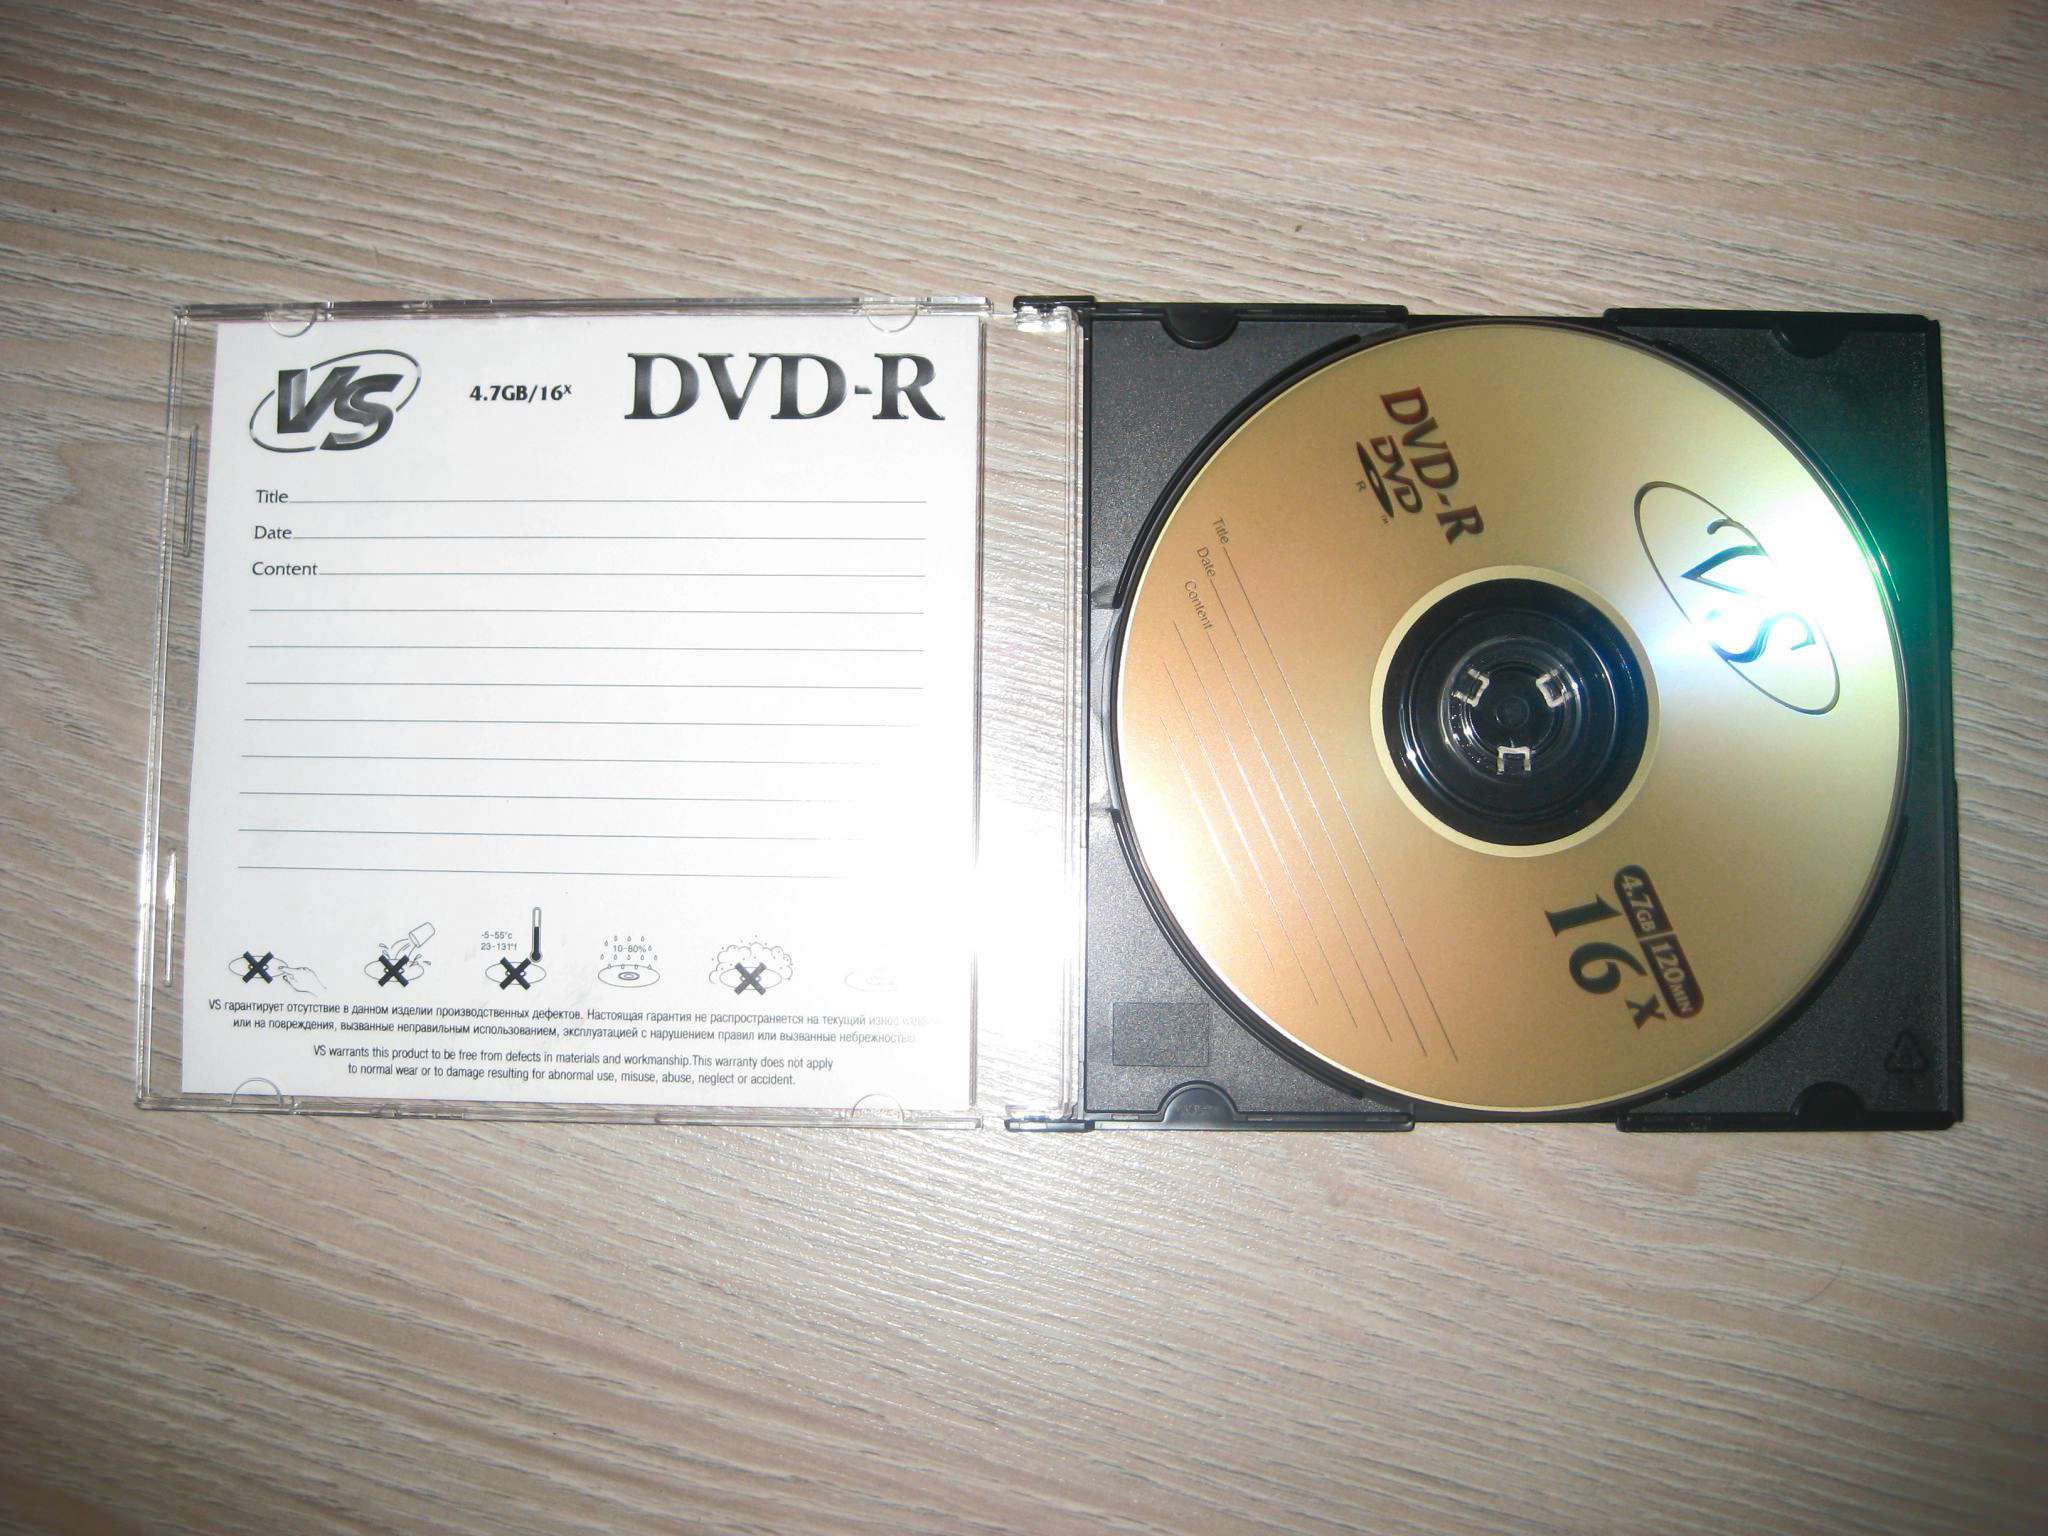 VS 4.7GB/16x DVD-R
Title
Date
Content
-5~55°c
23-131°f
10-80%
VS гарантирует отсутствие в данном изделии производственных дефектов. Настоящая гарантия не распространяется на текущий износ
или на повреждения, вызванные неправильным использованием, эксплуатацией с нарушением правил или вызванные небрежностью
VS warrants this product to be free from defects in materials and workmanship.This warranty does not apply
to normal wear or to damage resulting for abnormal use, misuse, abuse, neglect or accident.
VS
DVD-R
DVD
R
TM
4.7GB 120MIN
16x
Title
Date
Content